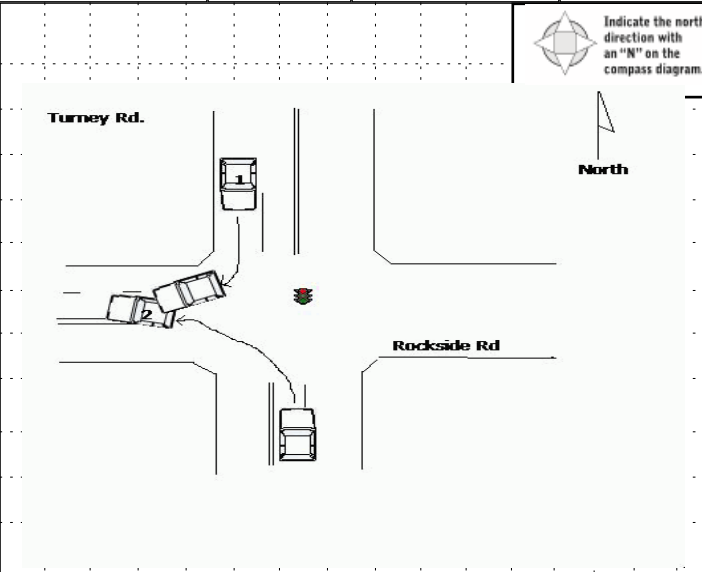 Indicate the north
direction with
an “N” on the
compass diagram.
Turney Rd.
North
1
2
Rockside Rd